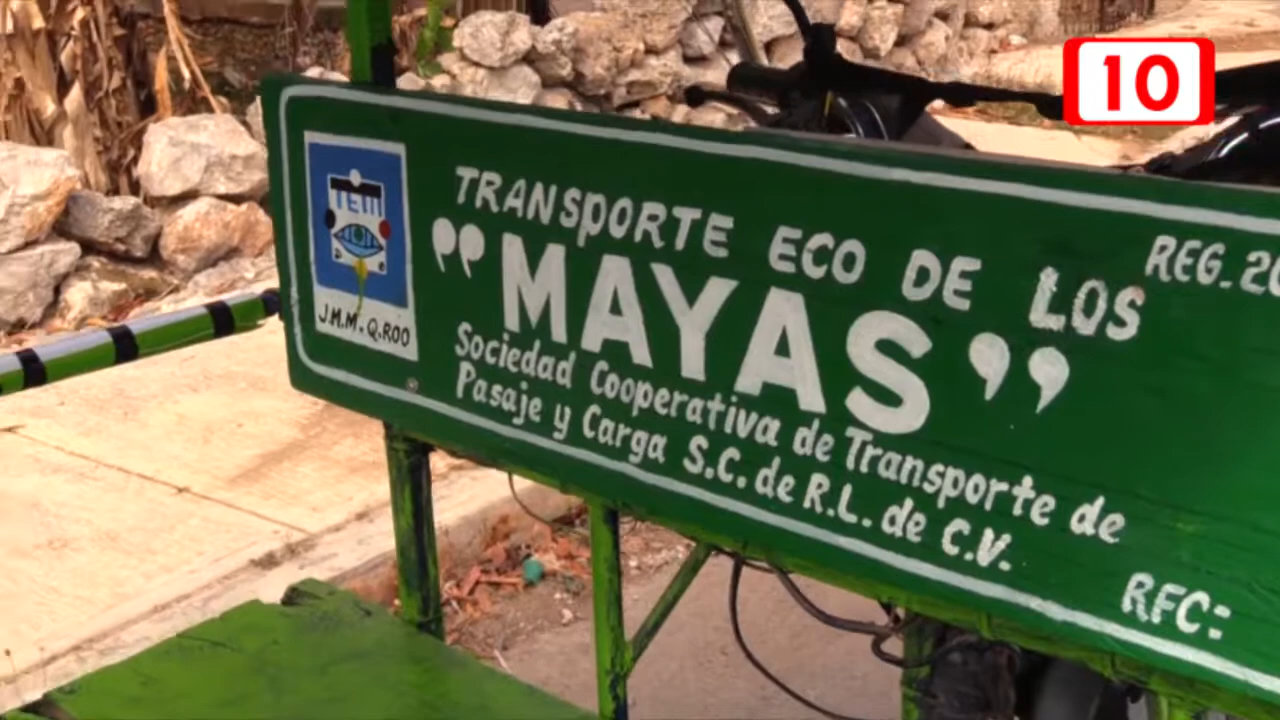 10
TEM
J.M.M. Q.ROO
TRANSPORTE ECO DE LOS
"MAYAS"
Sociedad Cooperativa de Transporte de
Pasaje y Carga S.C. de R.L. de C.V.
REG. 20
RFC: